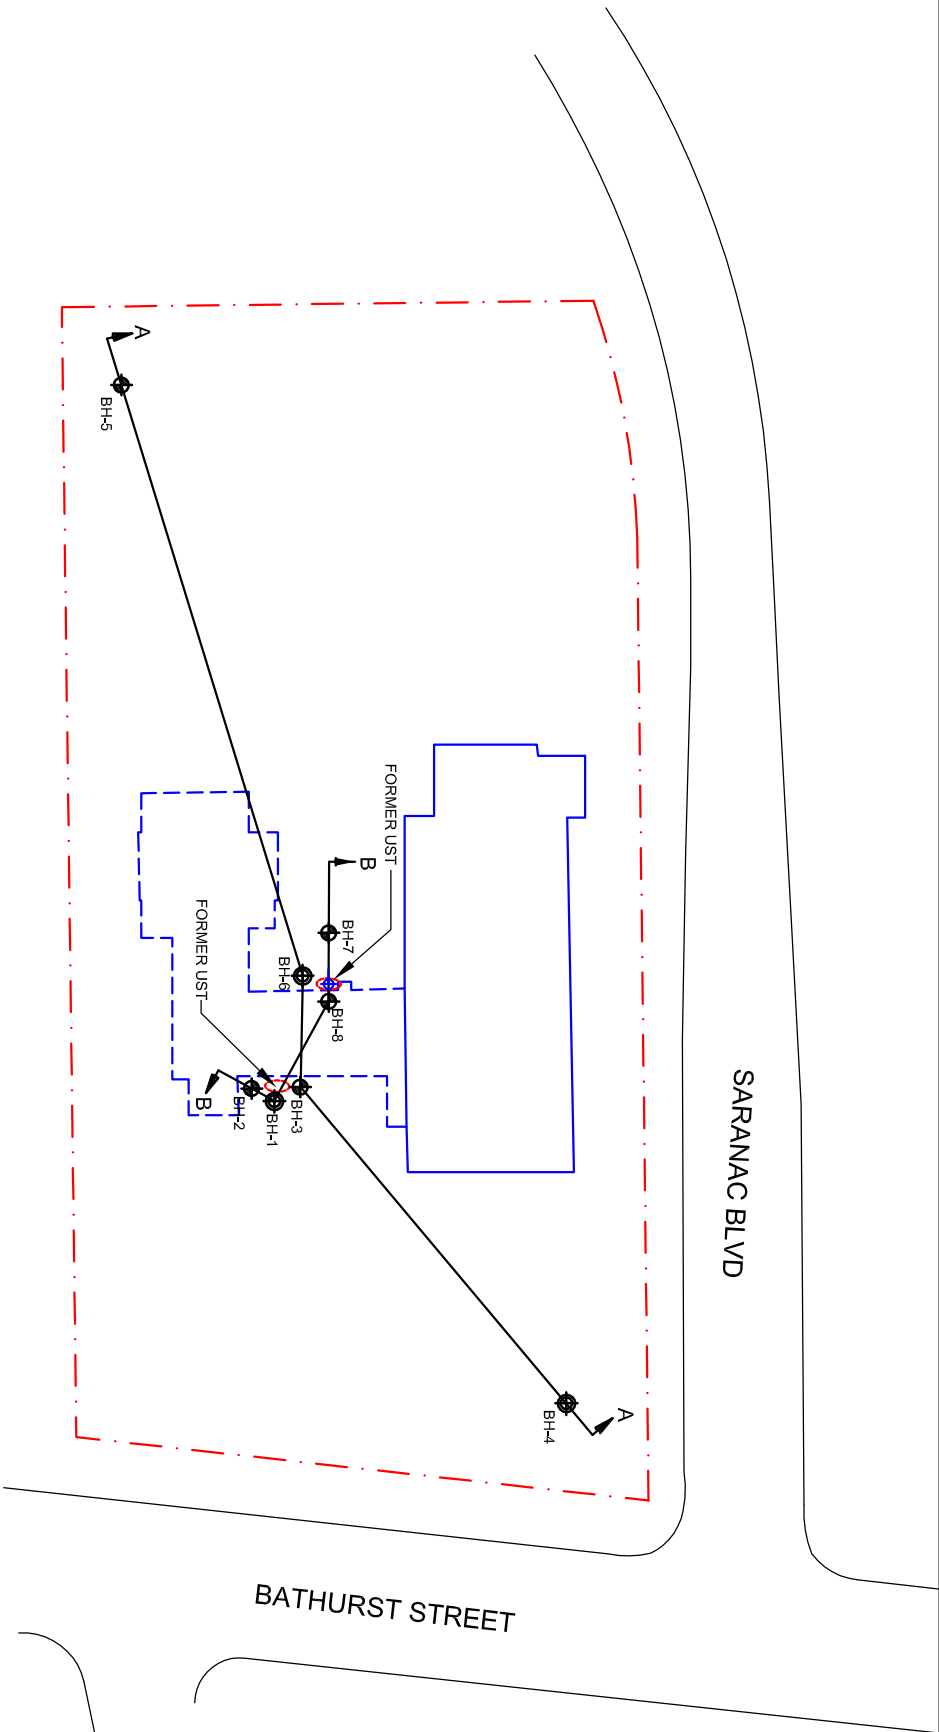 A
BH-5
FORMER UST
B
BH-7
FORMER UST
BH-6
BH-8
B
BH-2
BH-1
BH-3
SARANAC BLVD
A
BH-4
BATHURST STREET